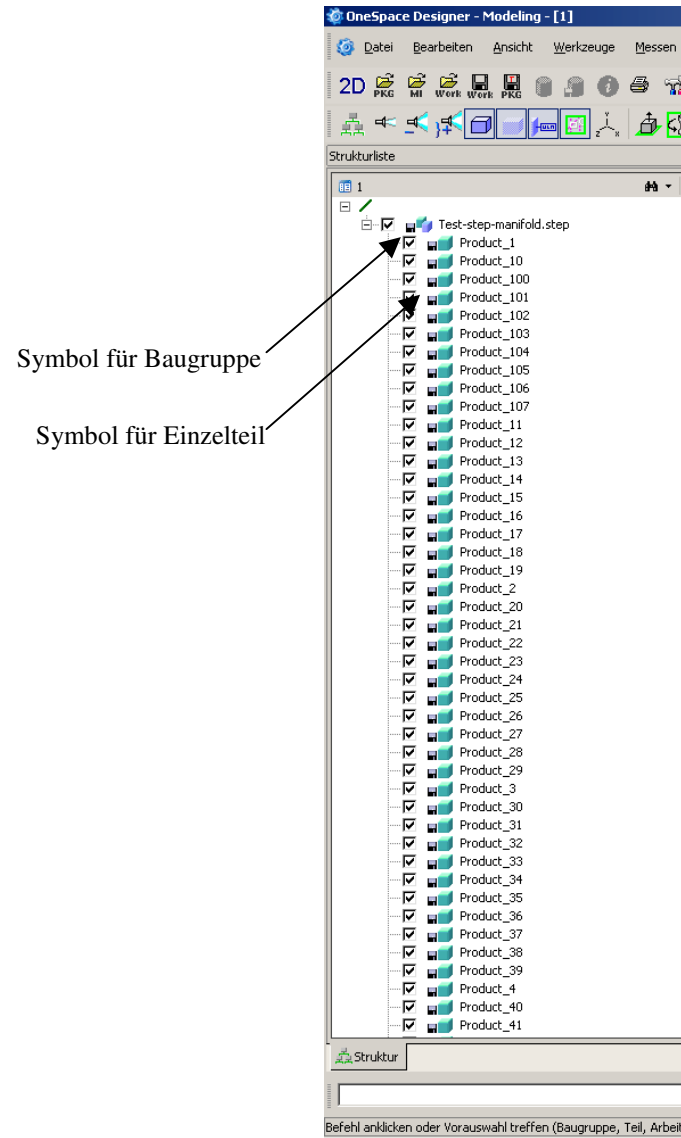 OneSpace Designer - Modeling - [1]
Datei Bearbeiten Ansicht Werkzeuge Messen
2D PKG MI Work Work PKG
Strukturliste
1
Test-step-manifold.step
Product_1
Product_10
Product_100
Product_101
Product_102
Product_103
Product_104
Symbol für Baugruppe
Product_105
Product_106
Product_107
Product_11
Symbol für Einzelteil
Product_12
Product_13
Product_14
Product_15
Product_16
Product_17
Product_18
Product_19
Product_2
Product_20
Product_21
Product_22
Product_23
Product_24
Product_25
Product_26
Product_27
Product_28
Product_29
Product_3
Product_30
Product_31
Product_32
Product_33
Product_34
Product_35
Product_36
Product_37
Product_38
Product_39
Product_4
Product_40
Product_41
Struktur
Befehl anklicken oder Vorauswahl treffen (Baugruppe, Teil, Arbeit